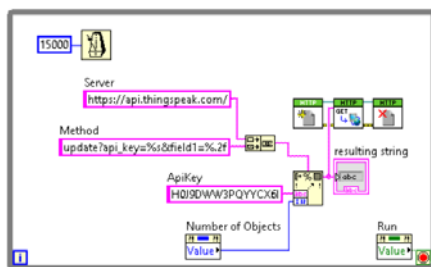 15000
Server
https://api.thingspeak.com/
HTTP HTTP HTTP
GET
Method
update?api_key=%s&field1=%.2f
resulting string
abc
ApiKey
H0J9DWW3PQYYCX6I
Number of Objects
Run
Value
Value
i